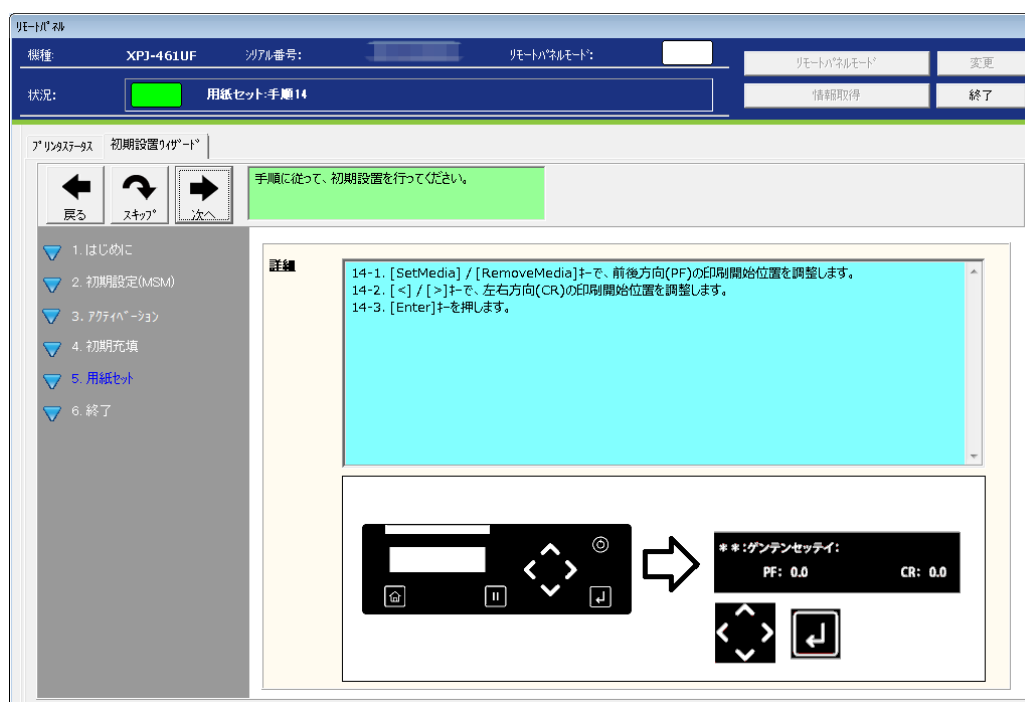 ﾘﾓｰﾄﾊﾟﾈﾙ
機種: XPJ-461UF ｼﾘｱﾙ番号: ﾘﾓｰﾄﾊﾟﾈﾙﾓｰﾄﾞ:
ﾘﾓｰﾄﾊﾟﾈﾙﾓｰﾄﾞ 変更
状況: 用紙セット:手順14
情報取得 終了
ﾌﾟﾘﾝﾀｽﾃｰﾀｽ 初期設置ｳｨｻﾞｰﾄﾞ
戻る ｽｷｯﾌﾟ 次へ
手順に従って、初期設置を行ってください。
1. はじめに
2. 初期設定(MSM)
3. ｱｸﾃｨﾍﾞｰｼｮﾝ
4. 初期充填
5. 用紙ｾｯﾄ
6. 終了
詳細
14-1. [SetMedia] / [RemoveMedia]ｷｰで、前後方向(PF)の印刷開始位置を調整します。
14-2. [<] / [>]ｷｰで、左右方向(CR)の印刷開始位置を調整します。
14-3. [Enter]ｷｰを押します。
**:ゲンテンセッテイ:
PF: 0.0 CR: 0.0